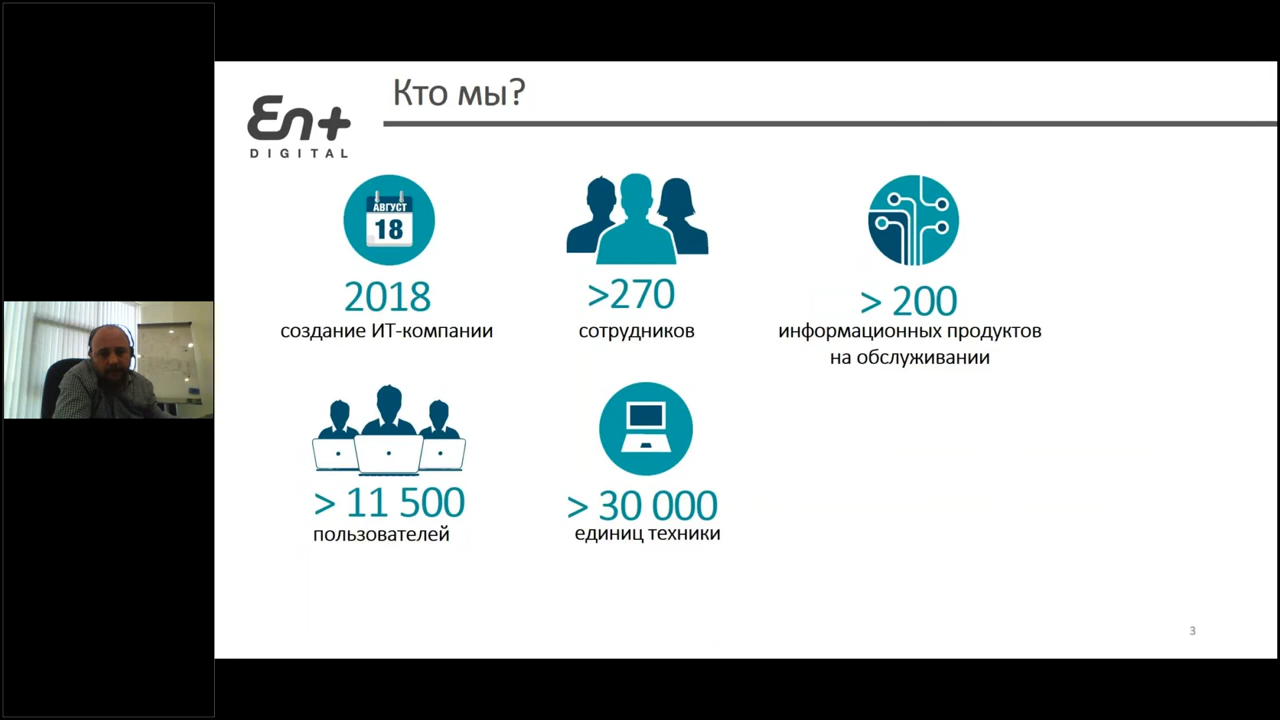 Кто мы?
En+
DIGITAL
АВГУСТ
18
2018
создание ИТ-компании
>270
сотрудников
> 200
информационных продуктов
на обслуживании
> 11 500
пользователей
> 30 000
единиц техники
3